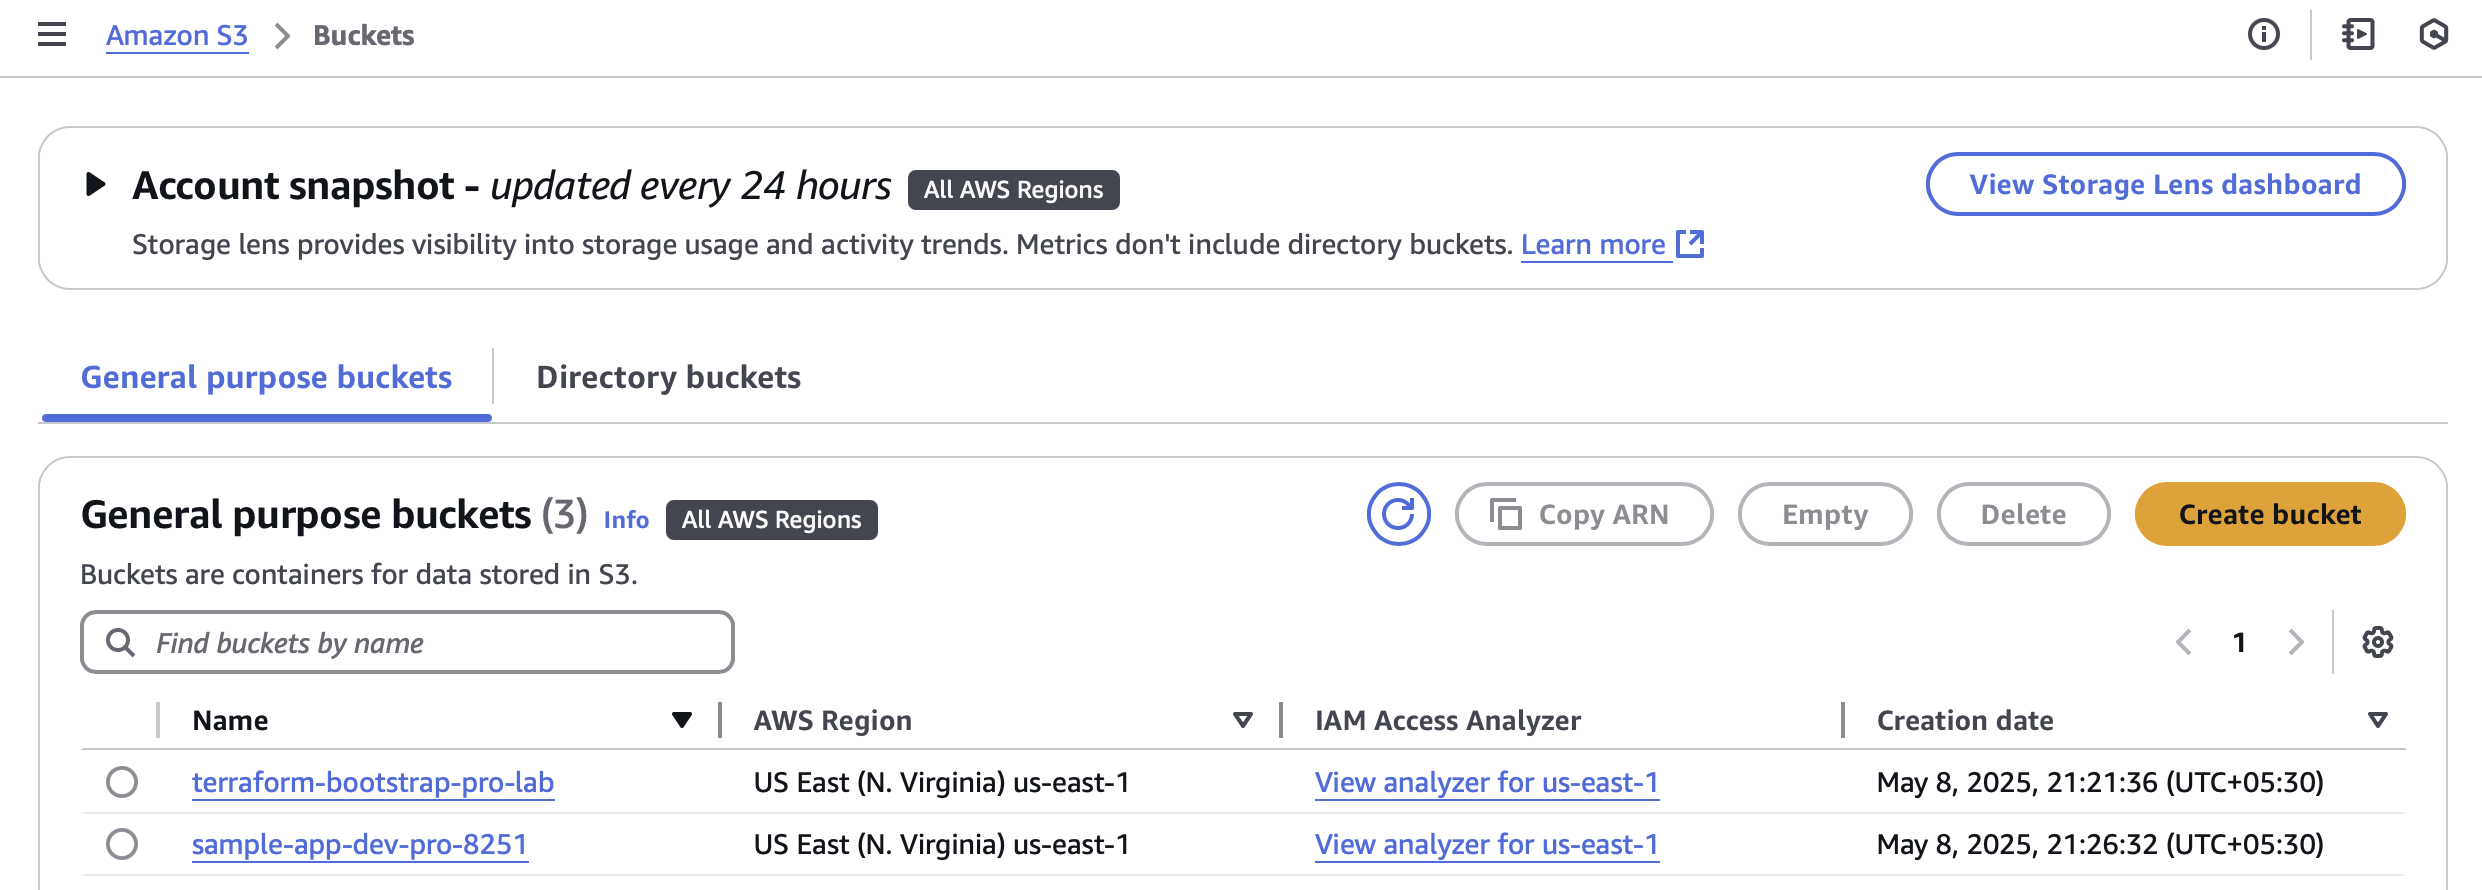 Amazon S3 > Buckets
Account snapshot - updated every 24 hours All AWS Regions
View Storage Lens dashboard
Storage lens provides visibility into storage usage and activity trends. Metrics don't include directory buckets. Learn more
General purpose buckets Directory buckets
General purpose buckets (3) Info All AWS Regions
Copy ARN Empty Delete Create bucket
Buckets are containers for data stored in S3.
Find buckets by name
1
Name AWS Region IAM Access Analyzer Creation date
terraform-bootstrap-pro-lab US East (N. Virginia) us-east-1 View analyzer for us-east-1 May 8, 2025, 21:21:36 (UTC+05:30)
sample-app-dev-pro-8251 US East (N. Virginia) us-east-1 View analyzer for us-east-1 May 8, 2025, 21:26:32 (UTC+05:30)